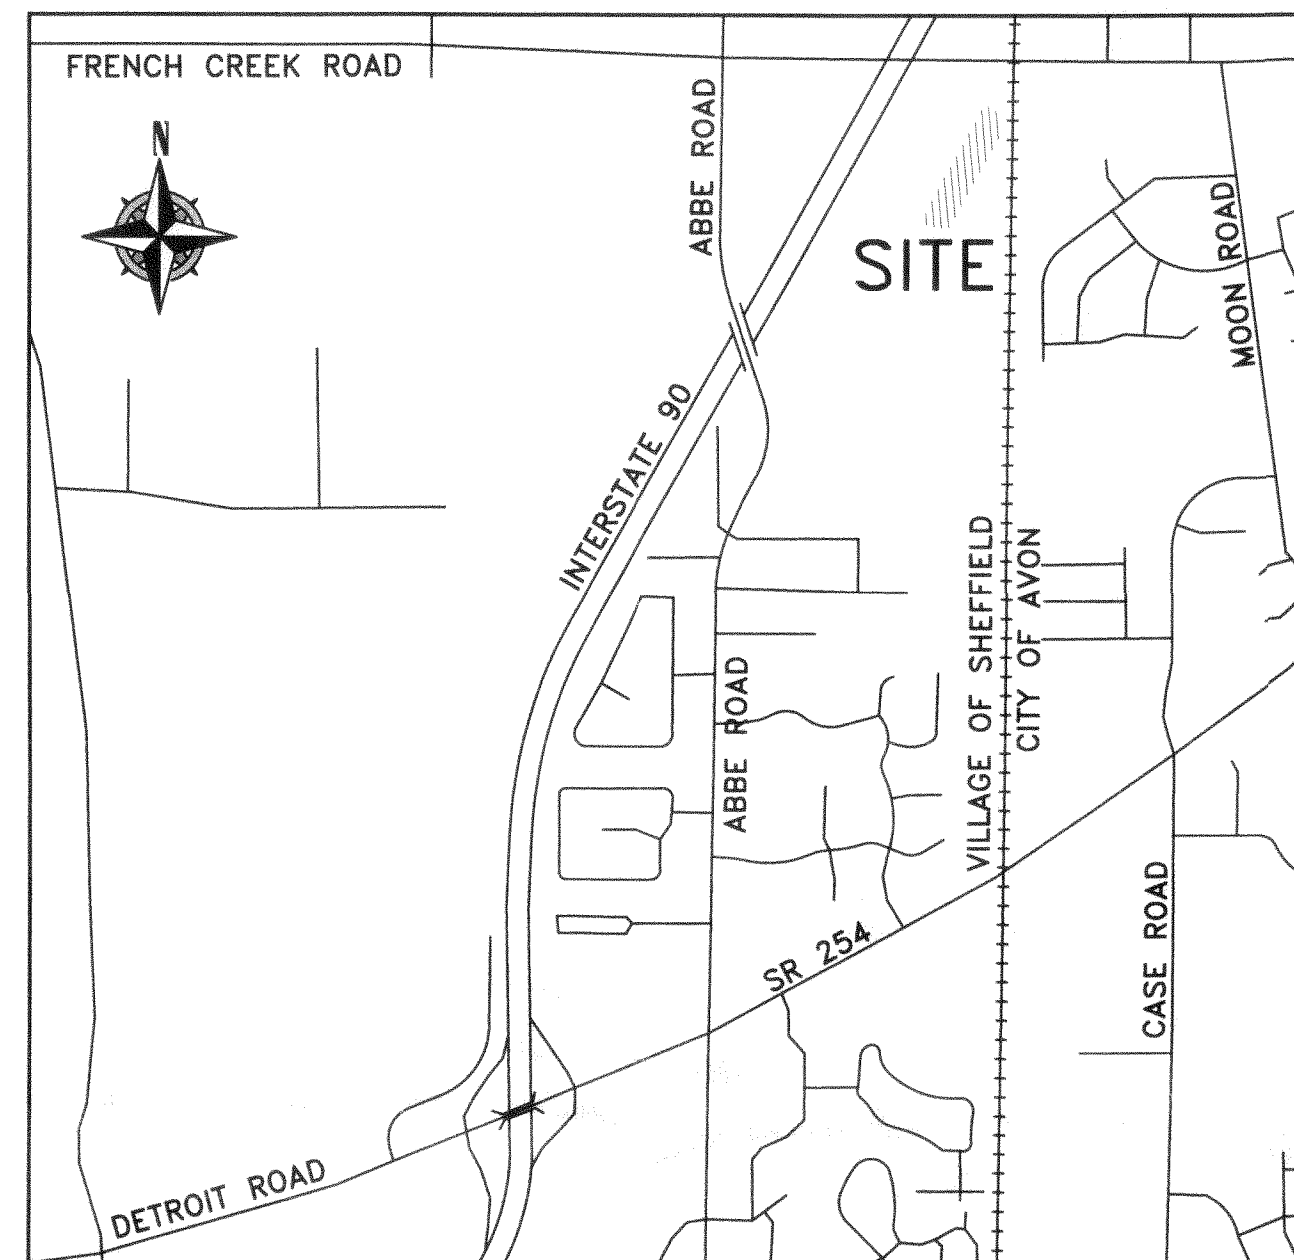 FRENCH CREEK ROAD
N
ABBE ROAD
SITE
MOON ROAD
INTERSTATE 90
VILLAGE OF SHEFFIELD
CITY OF AVON
ABBE ROAD
CASE ROAD
SR 254
DETROIT ROAD